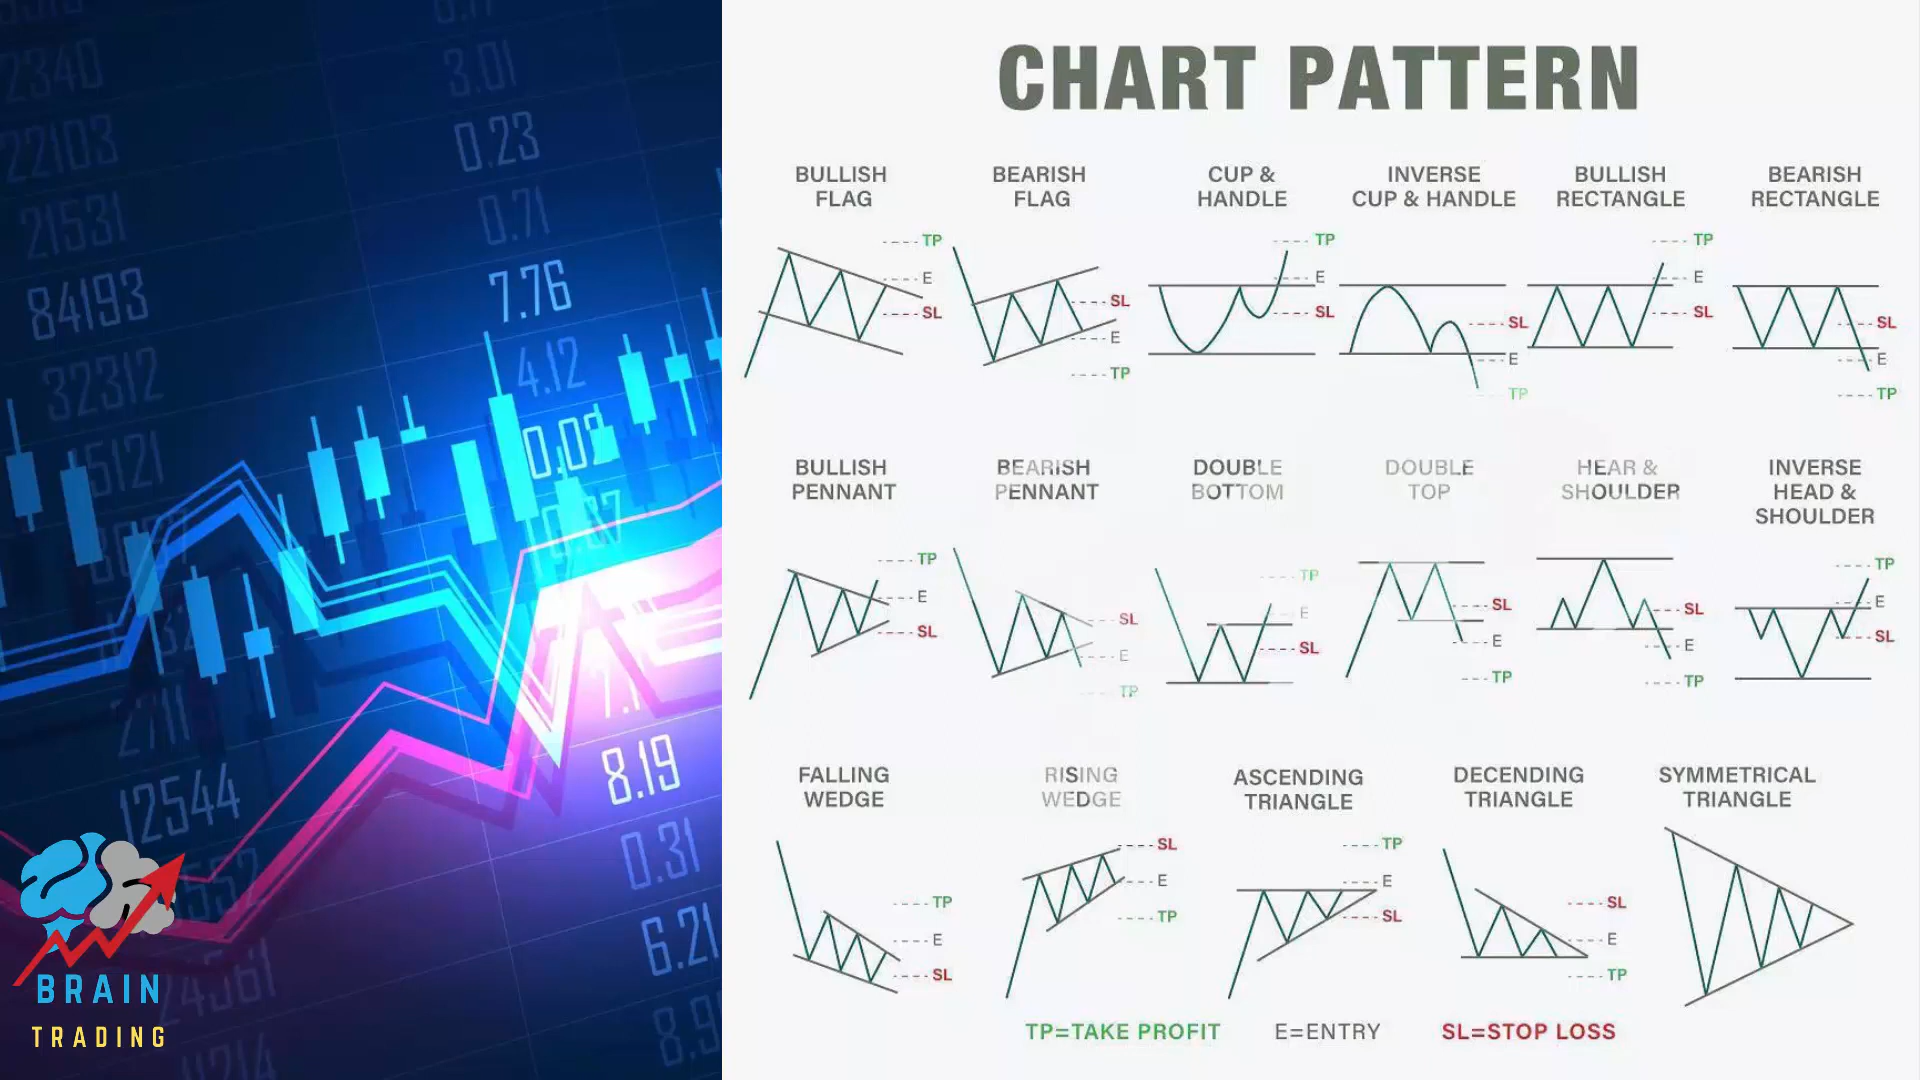 2340
3.01
22103
0.23
21531
0.71
84193
7.76
32312
4.12
5121
12544
8.19
0.31
6.21
BRAIN
TRADING
CHART PATTERN
BULLISH
FLAG
TP
E
SL
BEARISH
FLAG
SL
E
TP
CUP &
HANDLE
TP
E
SL
INVERSE
CUP & HANDLE
SL
E
TP
BULLISH
RECTANGLE
TP
E
SL
BEARISH
RECTANGLE
SL
E
TP
BULLISH
PENNANT
TP
E
SL
BEARISH
PENNANT
SL
E
TP
DOUBLE
BOTTOM
TP
E
SL
DOUBLE
TOP
SL
E
TP
HEAR &
SHOULDER
SL
E
TP
INVERSE
HEAD &
SHOULDER
TP
E
SL
FALLING
WEDGE
TP
E
SL
RISING
WEDGE
SL
E
TP
ASCENDING
TRIANGLE
TP
E
SL
DECENDING
TRIANGLE
SL
E
TP
SYMMETRICAL
TRIANGLE
TP=TAKE PROFIT
E=ENTRY
SL=STOP LOSS